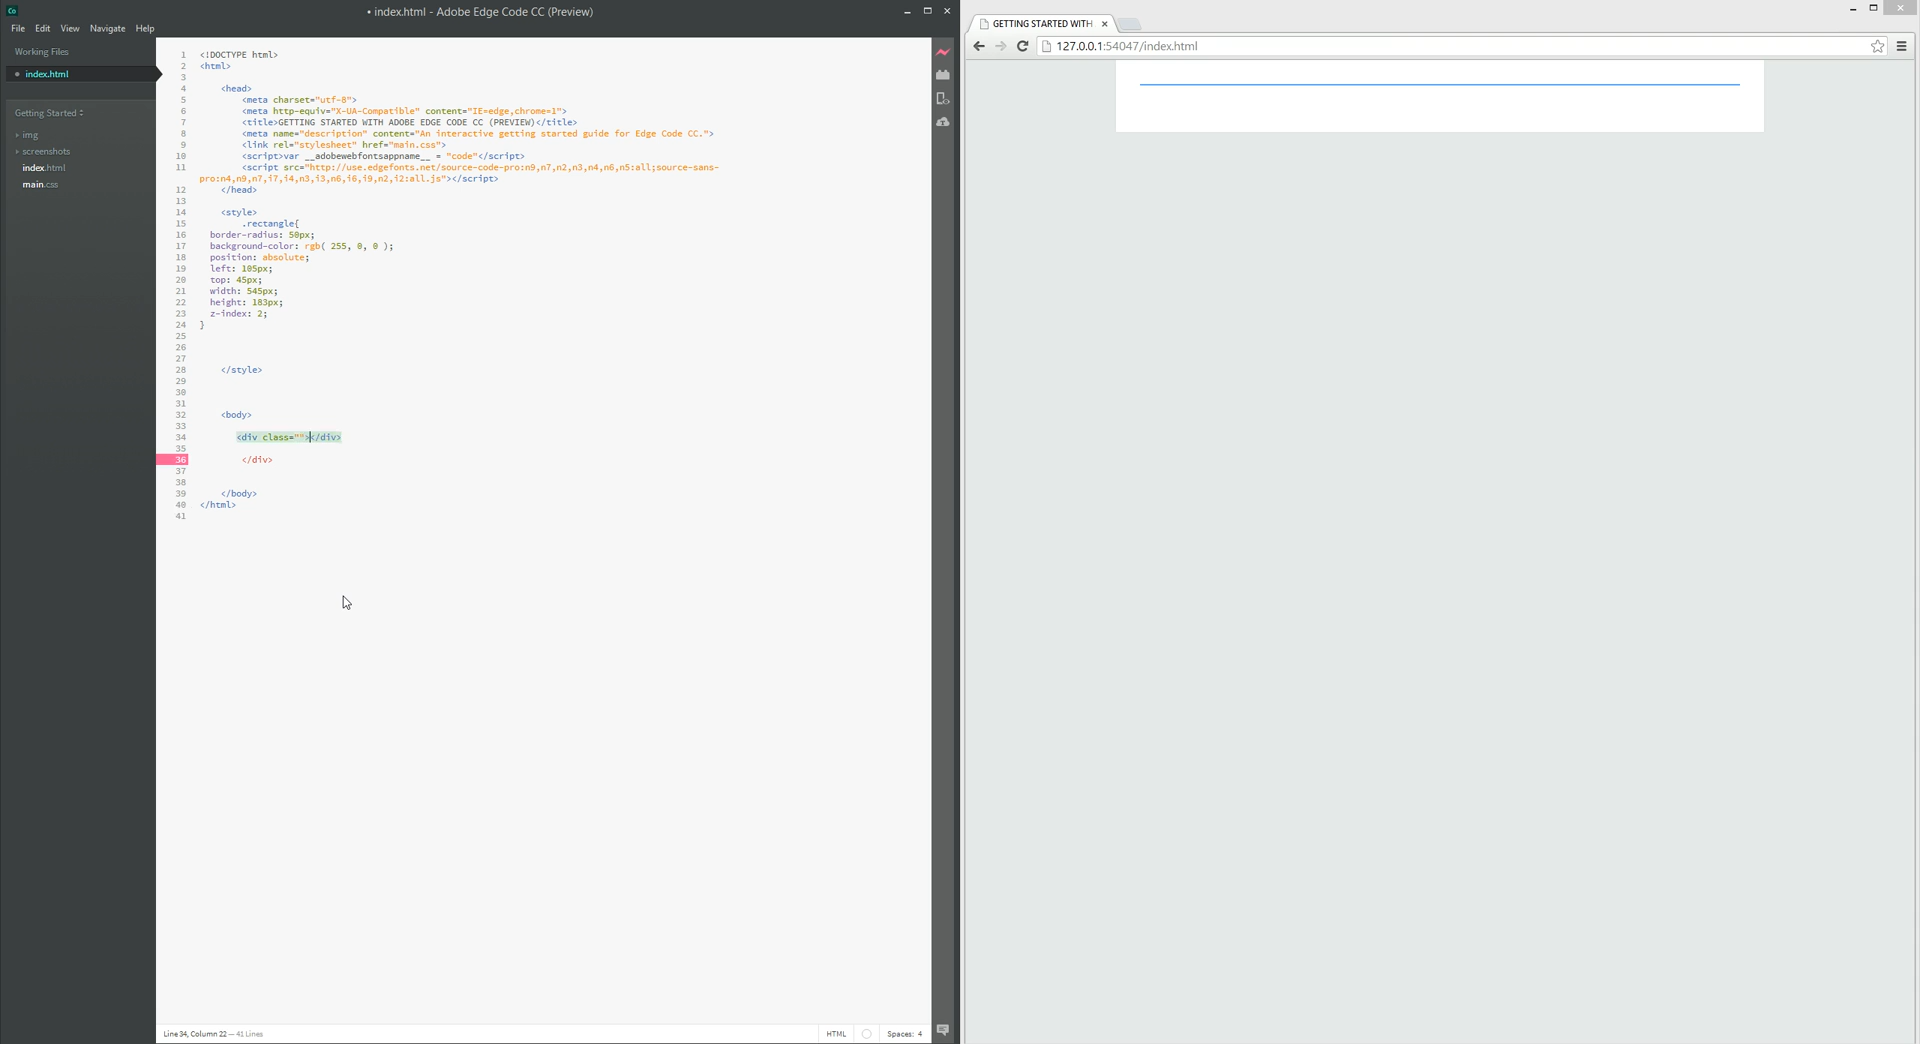 Co
• index.html - Adobe Edge Code CC (Preview)
File Edit View Navigate Help
Working Files
index.html
Getting Started
img
screenshots
index.html
main.css
1 <!DOCTYPE html>
2 <html>
3
4 <head>
5 <meta charset="utf-8">
6 <meta http-equiv="X-UA-Compatible" content="IE=edge,chrome=1">
7 <title>GETTING STARTED WITH ADOBE EDGE CODE CC (PREVIEW)</title>
8 <meta name="description" content="An interactive getting started guide for Edge Code CC.">
9 <link rel="stylesheet" href="main.css">
10 <script>var __adobewebfontsappname__ = "code"</script>
11 <script src="http://use.edgefonts.net/source-code-pro:n9,n7,n2,n3,n4,n6,n5:all;source-sans-
pro:n4,n9,n7,i7,i4,n3,i3,n6,i6,i9,n2,i2:all.js"></script>
12 </head>
13
14 <style>
15 .rectangle{
16 border-radius: 50px;
17 background-color: rgb( 255, 0, 0 );
18 position: absolute;
19 left: 105px;
20 top: 45px;
21 width: 545px;
22 height: 183px;
23 z-index: 2;
24 }
25
26
27
28 </style>
29
30
31
32 <body>
33
34 <div class=""></div>
35
36 </div>
37
38
39 </body>
40 </html>
41
Line 34, Column 22 — 41 Lines
HTML
Spaces: 4
GETTING STARTED WITH
127.0.0.1:54047/index.html